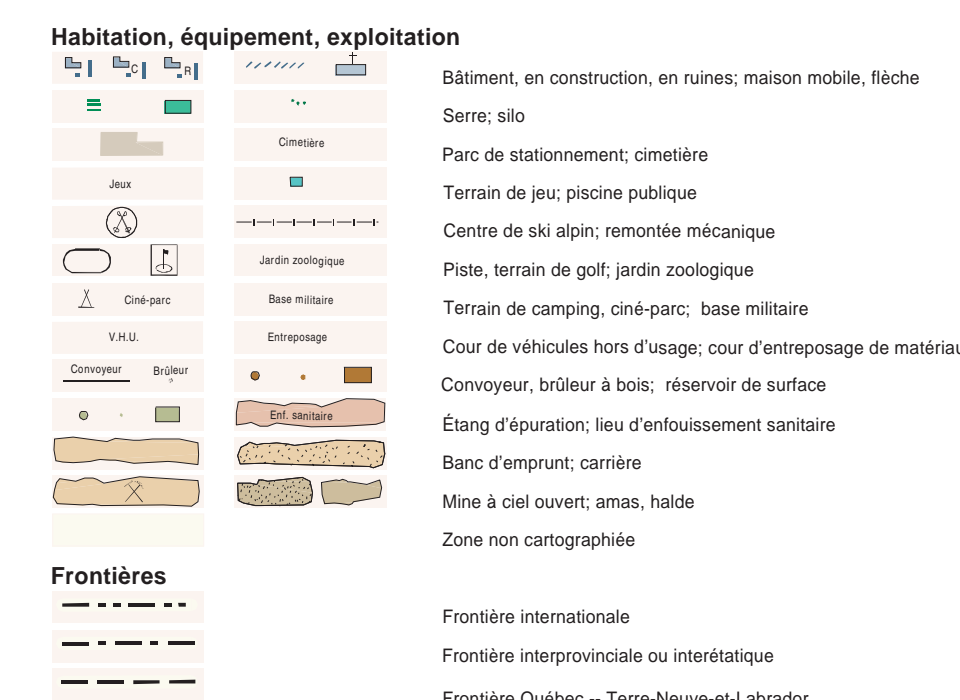 Habitation, équipement, exploitation
C R Bâtiment, en construction, en ruines; maison mobile, flèche
Serre; silo
Cimetière Parc de stationnement; cimetière
Jeux Terrain de jeu; piscine publique
Centre de ski alpin; remontée mécanique
Jardin zoologique Piste, terrain de golf; jardin zoologique
Ciné-parc Base militaire Terrain de camping, ciné-parc; base militaire
V.H.U. Entreposage Cour de véhicules hors d'usage; cour d'entreposage de matériau
Convoyeur Brûleur Convoyeur, brûleur à bois; réservoir de surface
Enf. sanitaire Étang d'épuration; lieu d'enfouissement sanitaire
Banc d'emprunt; carrière
Mine à ciel ouvert; amas, halde
Zone non cartographiée
Frontières
Frontière internationale
Frontière interprovinciale ou interétatique
Frontière Québec -- Terre-Neuve-et-Labrador